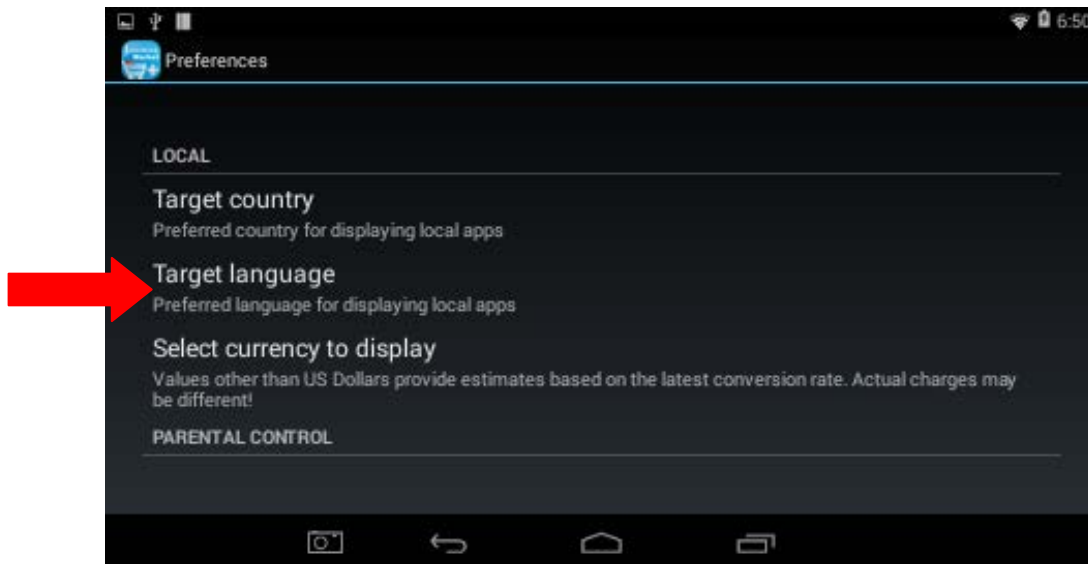 6:50
Preferences
LOCAL
Target country
Preferred country for displaying local apps
Target language
Preferred language for displaying local apps
Select currency to display
Values other than US Dollars provide estimates based on the latest conversion rate. Actual charges may
be different!
PARENTAL CONTROL